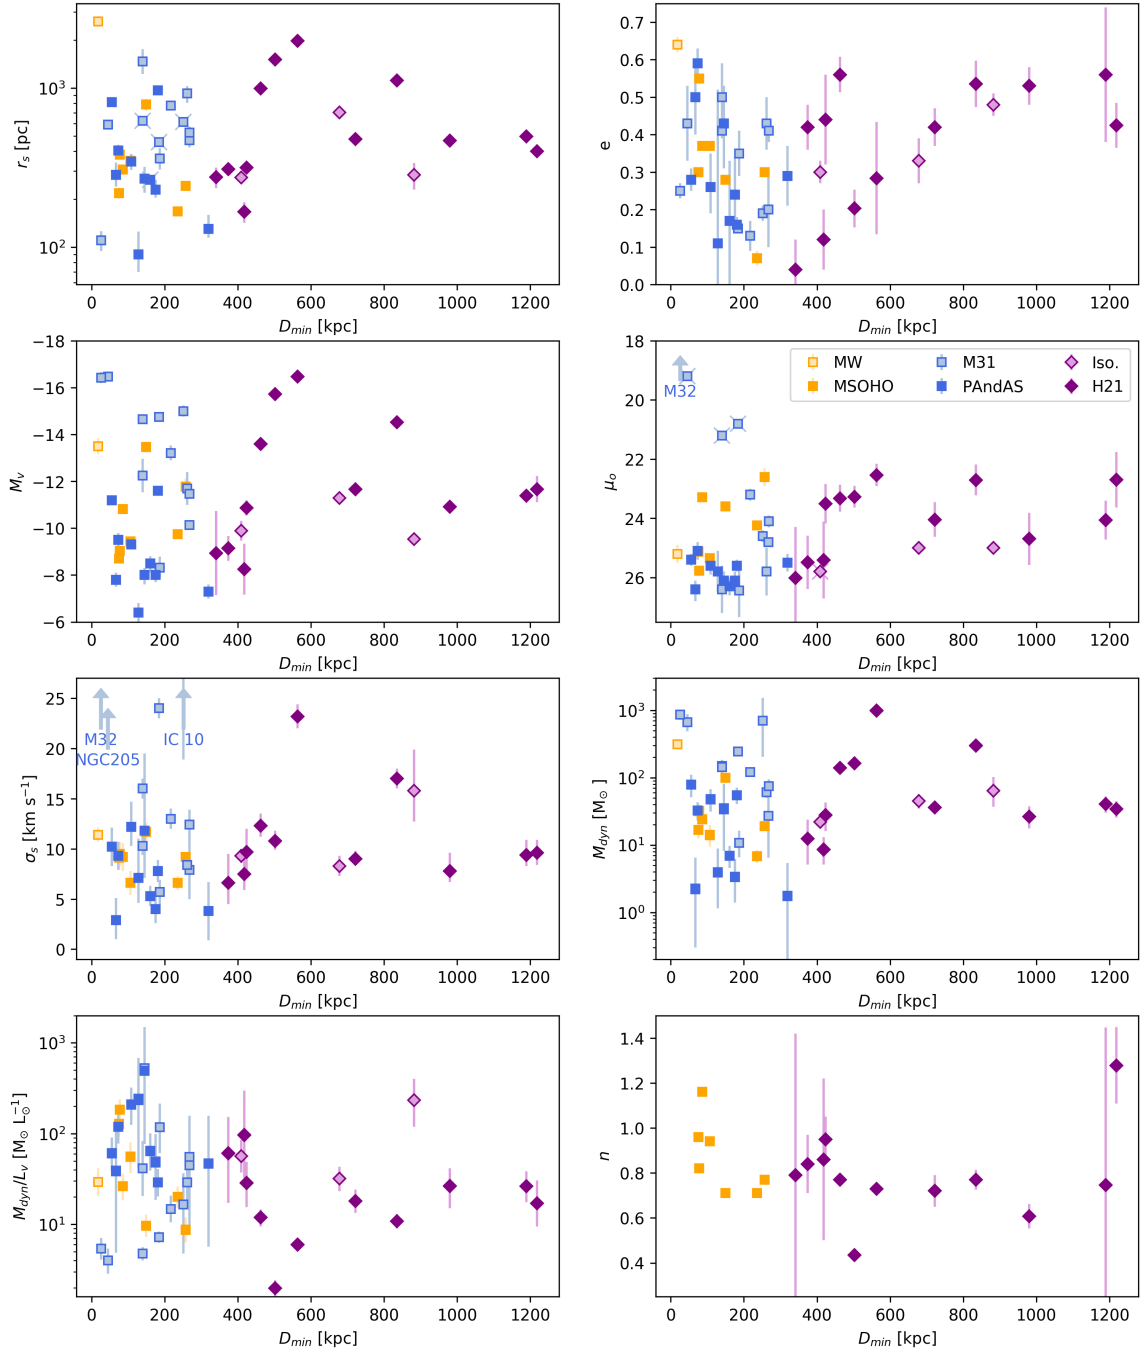 10³
10²
r_s [pc]
0 200 400 600 800 1000 1200
D_min [kpc]
0.7
0.6
0.5
0.4
0.3
0.2
0.1
0.0
e
0 200 400 600 800 1000 1200
D_min [kpc]
−18
−16
−14
−12
−10
−8
−6
M_v
0 200 400 600 800 1000 1200
D_min [kpc]
18
20
22
24
26
μ_o
M32
MW M31 Iso.
MSOHO PAndAS H21
0 200 400 600 800 1000 1200
D_min [kpc]
25
20
15
10
5
0
σ_s [km s⁻¹]
M32 IC 10
NGC205
0 200 400 600 800 1000 1200
D_min [kpc]
10³
10²
10¹
10⁰
M_dyn [M_⊙ ]
0 200 400 600 800 1000 1200
D_min [kpc]
10³
10²
10¹
M_dyn/L_v [M_⊙ L_⊙⁻¹]
0 200 400 600 800 1000 1200
D_min [kpc]
1.4
1.2
1.0
0.8
0.6
0.4
n
0 200 400 600 800 1000 1200
D_min [kpc]